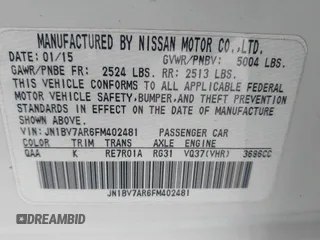 MANUFACTURED BY NISSAN MOTOR CO.,LTD.
DATE: 01/15 GVWR/PNBV: 5004 LBS.
GAWR/PNBE FR: 2524 LBS. RR: 2513 LBS.
THIS VEHICLE CONFORMS TO ALL APPLICABLE FEDERAL
MOTOR VEHICLE SAFETY, BUMPER, AND THEFT PREVENTION
STANDARDS IN EFFECT ON THE DATE OF MANUFACTURE
SHOWN ABOVE.
VIN: JN1BV7AR6FM402481 PASSENGER CAR
COLOR TRIM TRANS AXLE ENGINE
QAA K RE7R01A RG31 VQ37(VHR) 3696CC
JN1BV7AR6FM402481
DREAMBID
dreambid.com